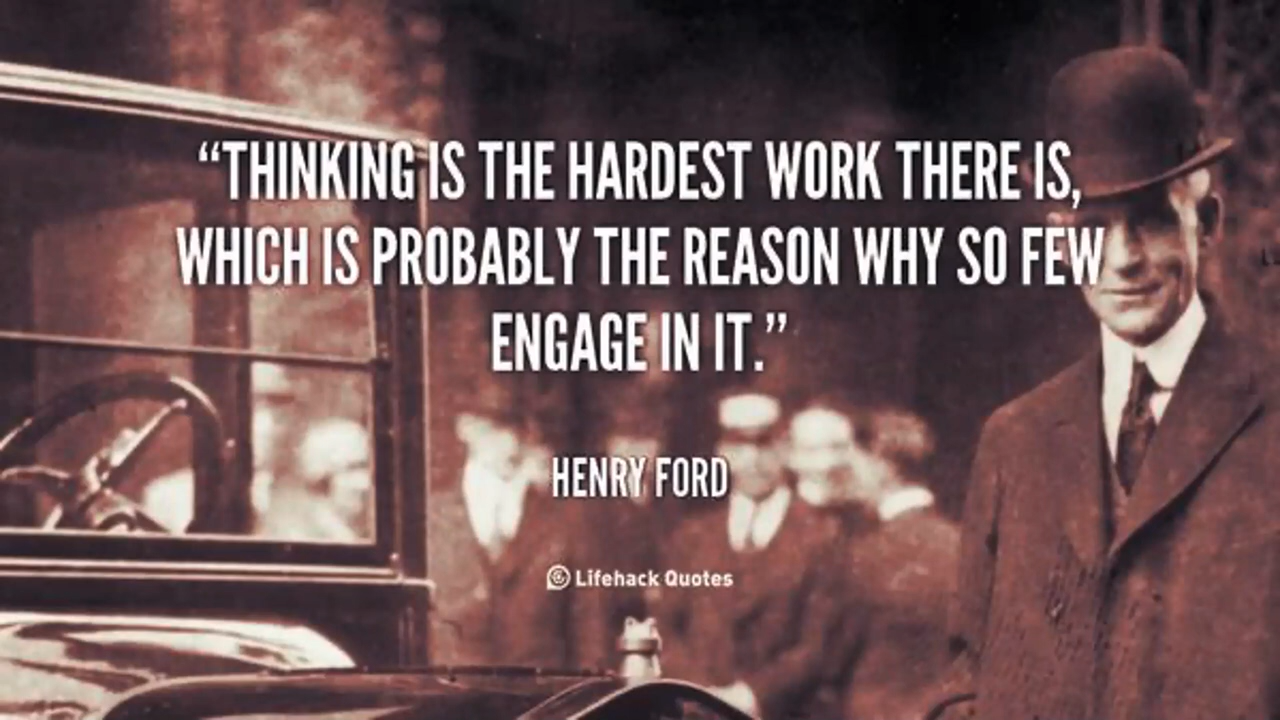 “THINKING IS THE HARDEST WORK THERE IS,
WHICH IS PROBABLY THE REASON WHY SO FEW
ENGAGE IN IT.”
HENRY FORD
Lifehack Quotes